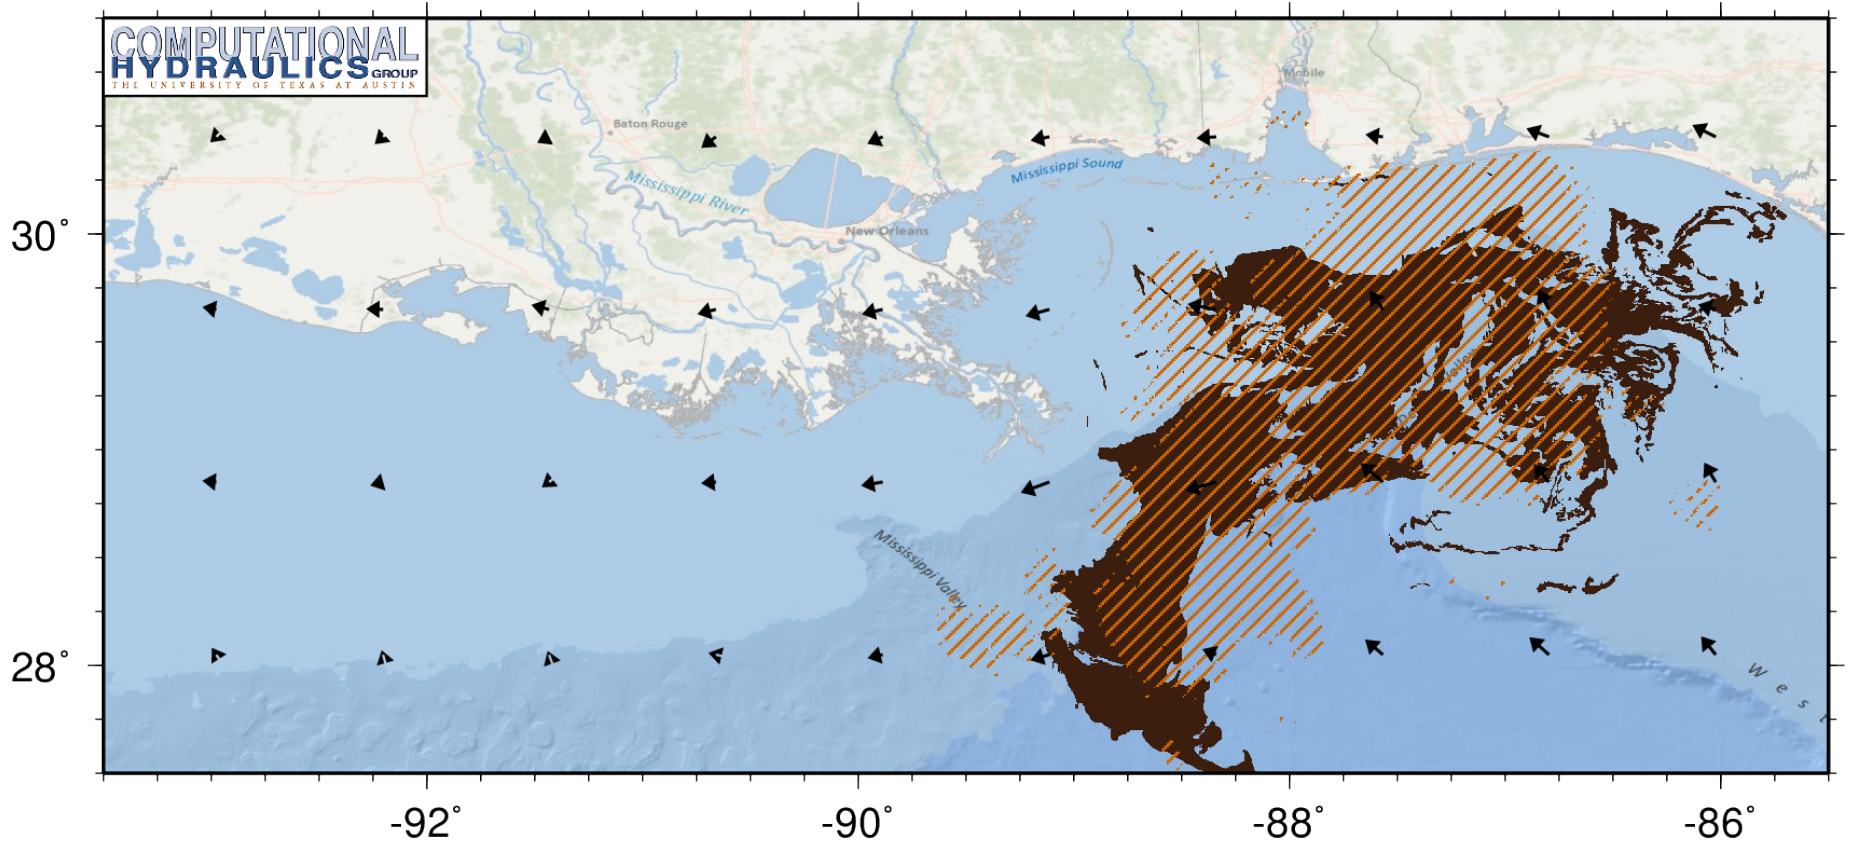 COMPUTATIONAL
HYDRAULICS GROUP
THE UNIVERSITY OF TEXAS AT AUSTIN
Mobile
Baton Rouge
Mississippi Sound
Mississippi River
New Orleans
30°
Mississippi Valley
28°
West
-92°
-90°
-88°
-86°